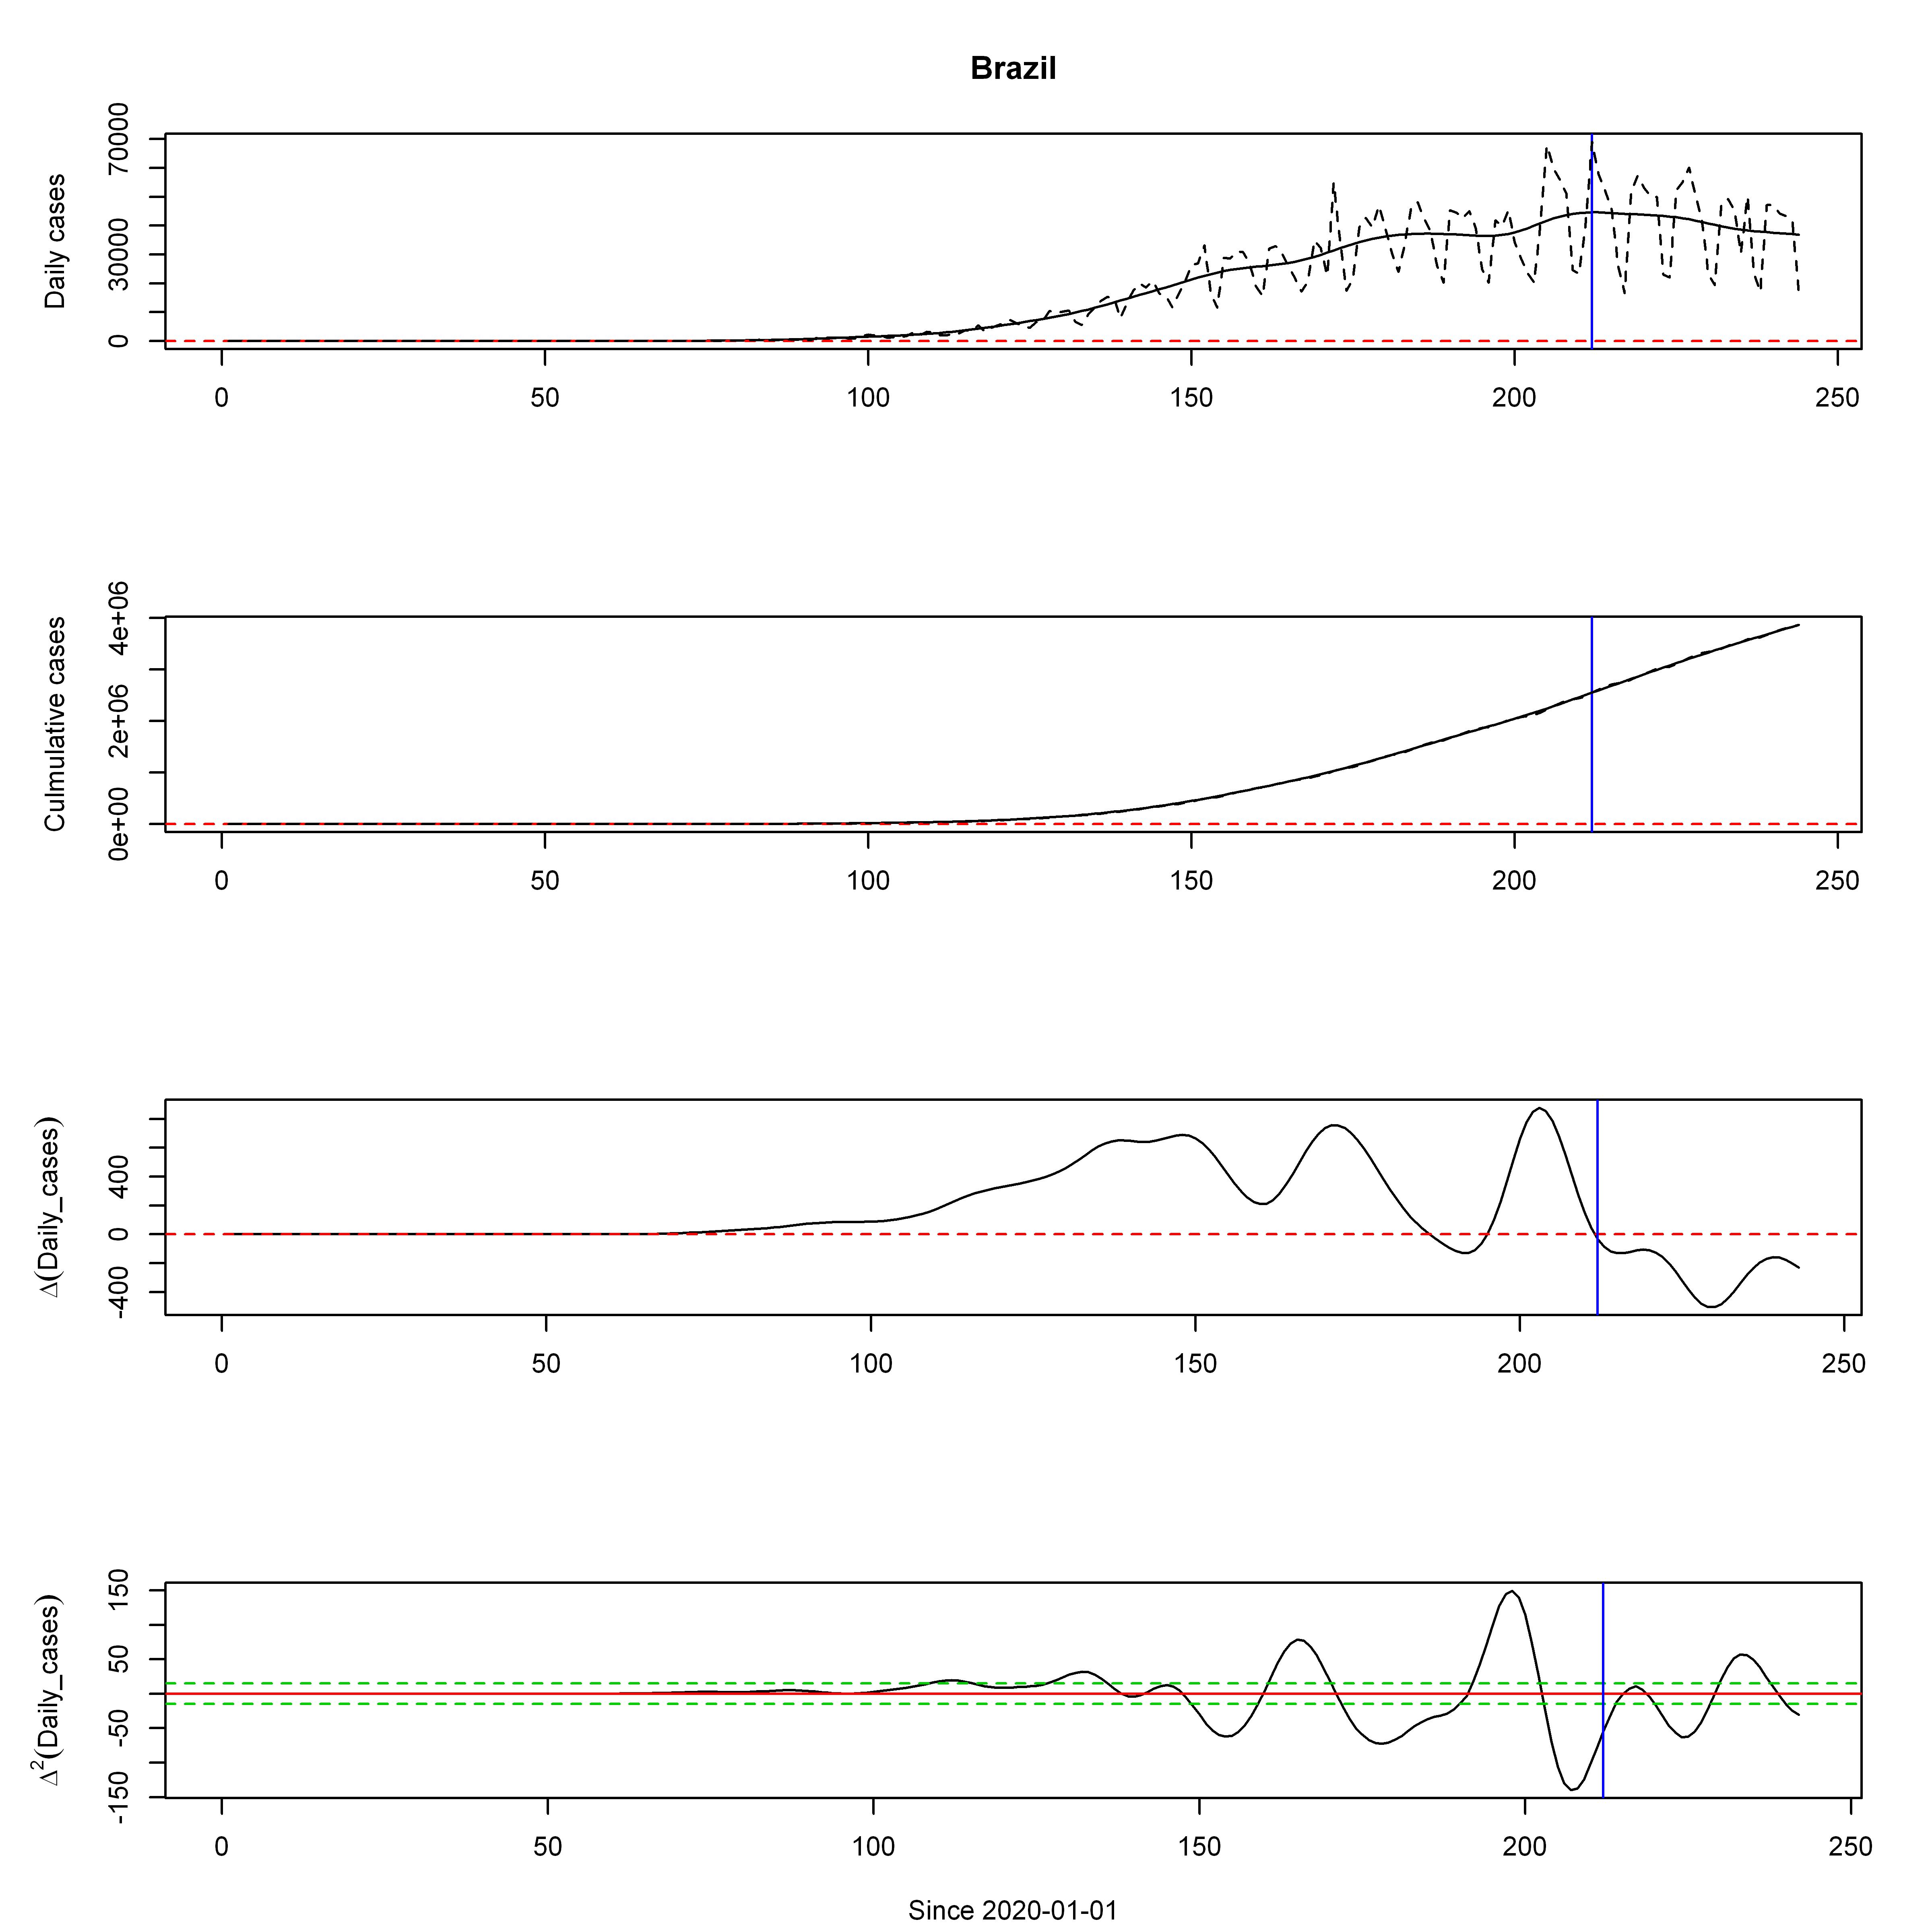 Brazil
Daily cases
0 30000 70000
0 50 100 150 200 250
Culmulative cases
0e+00 2e+06 4e+06
0 50 100 150 200 250
Δ(Daily_cases)
-400 0 400
0 50 100 150 200 250
Δ²(Daily_cases)
-150 -50 50 150
0 50 100 150 200 250
Since 2020-01-01